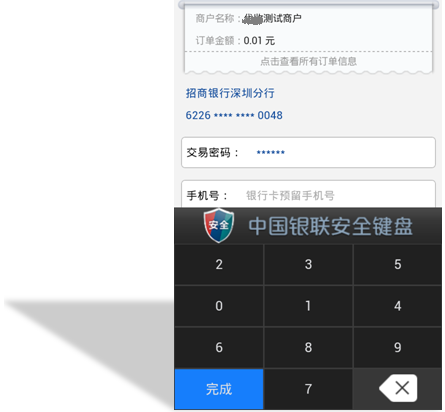 商户名称：测试商户
订单金额：0.01 元
点击查看所有订单信息
招商银行深圳分行
6226 **** **** 0048
交易密码： ******
手机号： 银行卡预留手机号
安全 中国银联安全键盘
2 3 5
0 1 4
6 8 9
完成 7